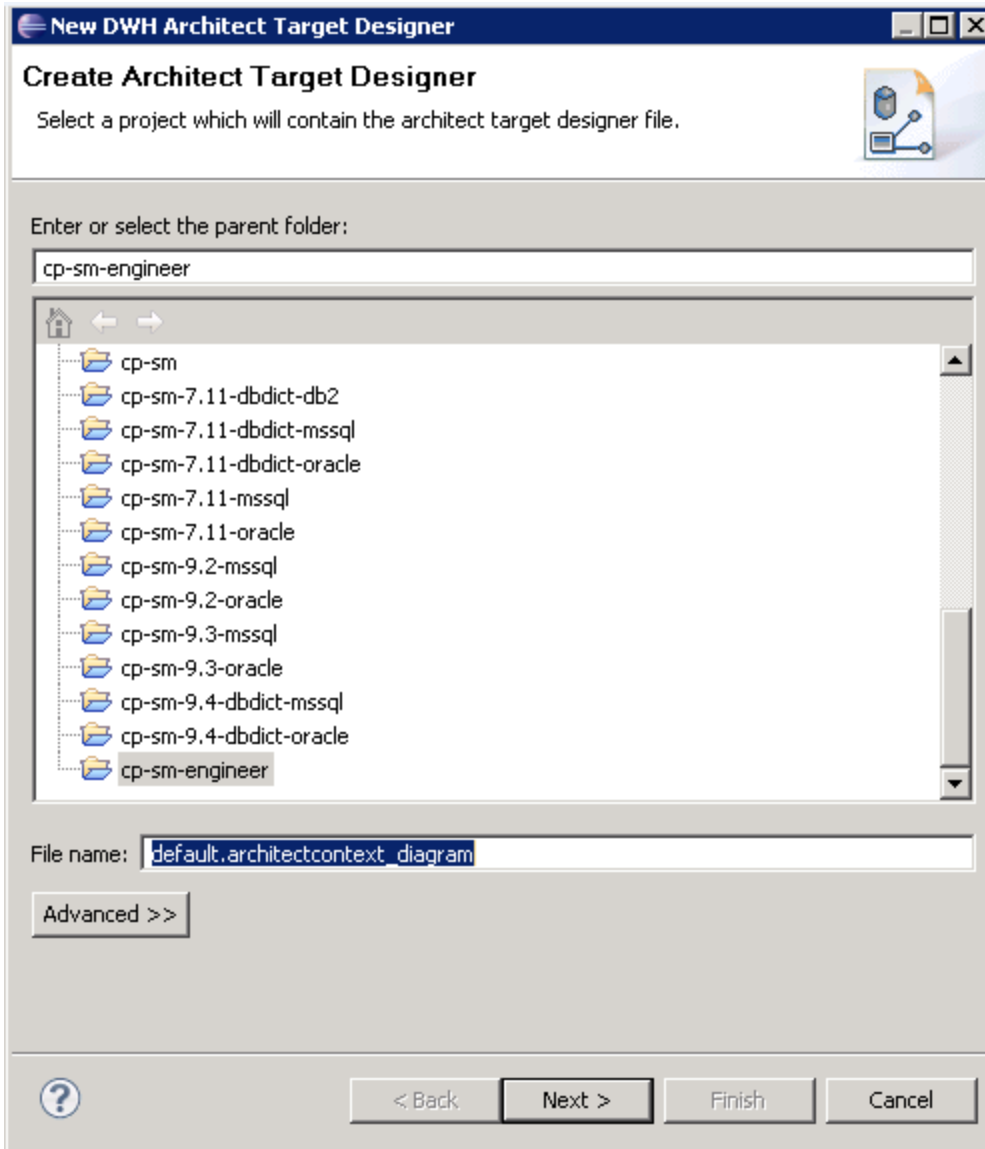 New DWH Architect Target Designer
Create Architect Target Designer
Select a project which will contain the architect target designer file.
Enter or select the parent folder:
cp-sm-engineer
cp-sm
cp-sm-7.11-dbdict-db2
cp-sm-7.11-dbdict-mssql
cp-sm-7.11-dbdict-oracle
cp-sm-7.11-mssql
cp-sm-7.11-oracle
cp-sm-9.2-mssql
cp-sm-9.2-oracle
cp-sm-9.3-mssql
cp-sm-9.3-oracle
cp-sm-9.4-dbdict-mssql
cp-sm-9.4-dbdict-oracle
cp-sm-engineer
File name: default.architectcontext_diagram
Advanced >>
? < Back Next > Finish Cancel